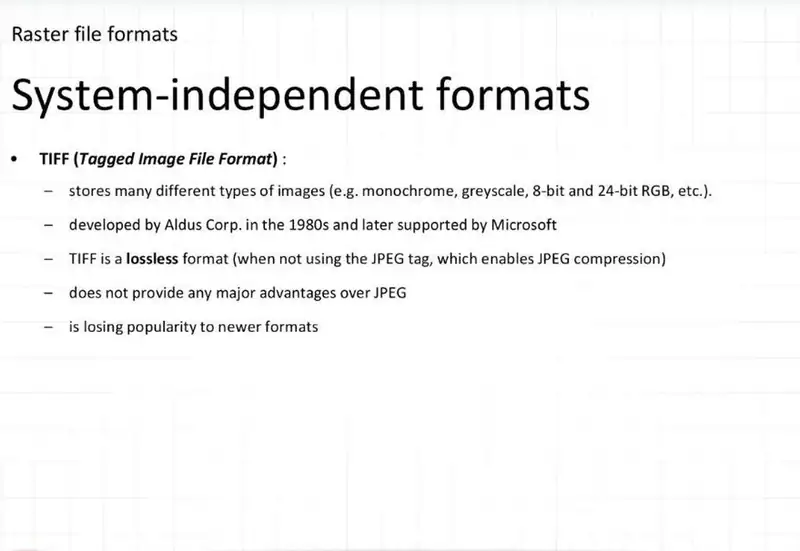 Raster file formats
System-independent formats
• TIFF (Tagged Image File Format) :
– stores many different types of images (e.g. monochrome, greyscale, 8-bit and 24-bit RGB, etc.).
– developed by Aldus Corp. in the 1980s and later supported by Microsoft
– TIFF is a lossless format (when not using the JPEG tag, which enables JPEG compression)
– does not provide any major advantages over JPEG
– is losing popularity to newer formats